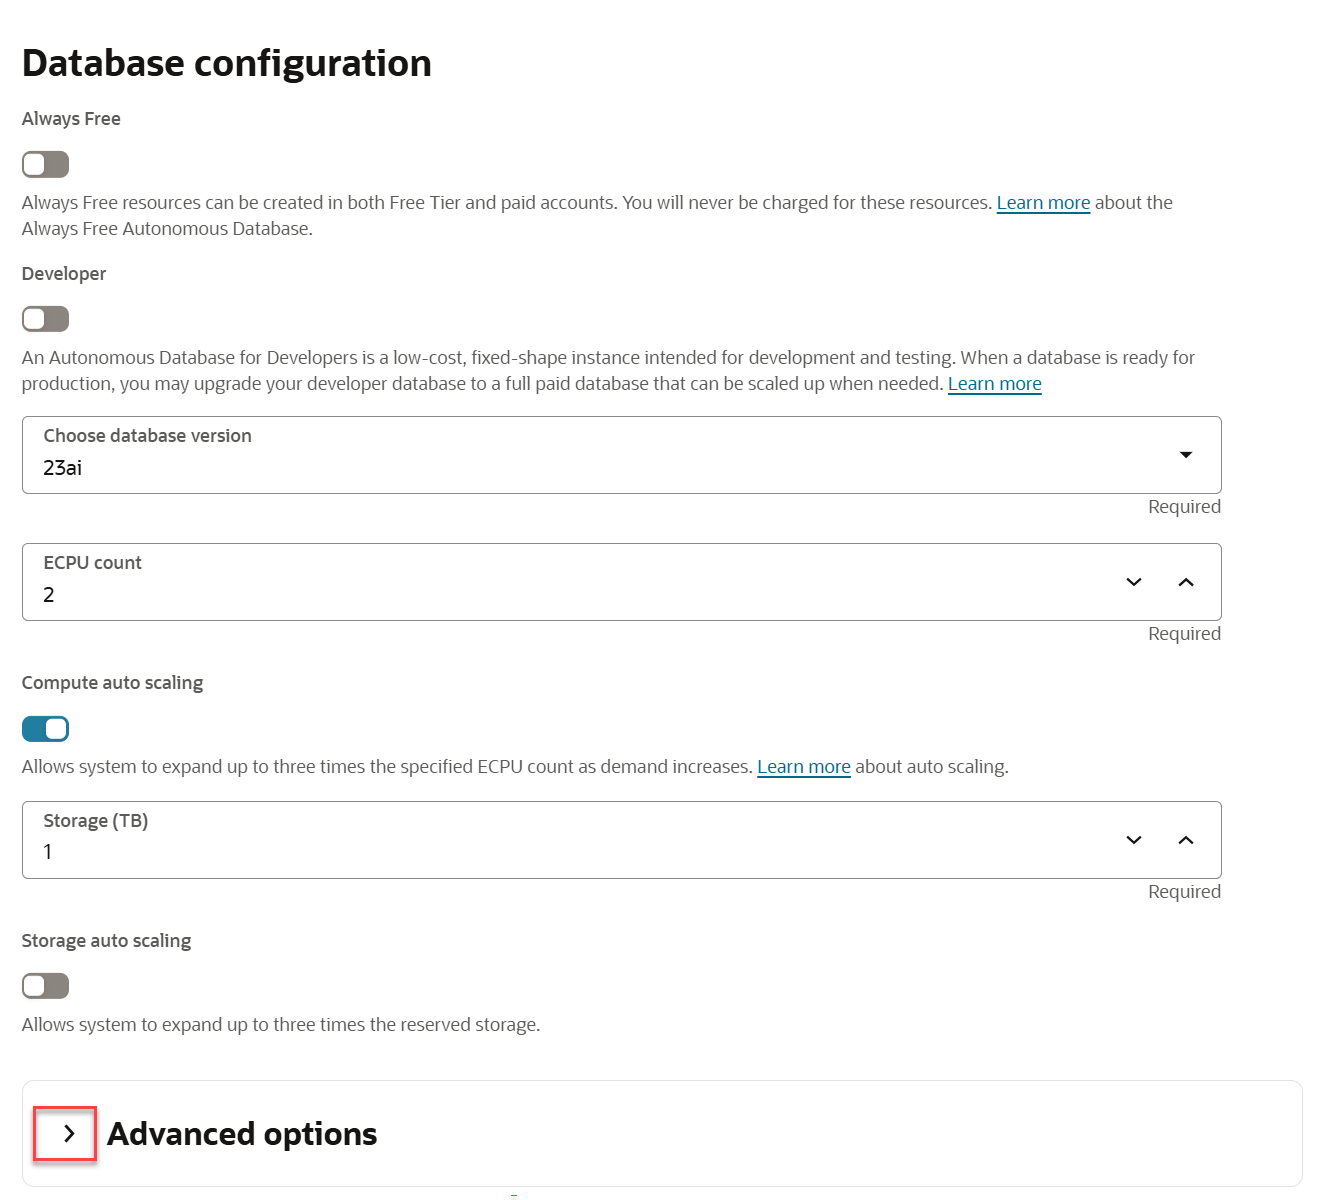 Database configuration
Always Free
Always Free resources can be created in both Free Tier and paid accounts. You will never be charged for these resources. Learn more about the
Always Free Autonomous Database.
Developer
An Autonomous Database for Developers is a low-cost, fixed-shape instance intended for development and testing. When a database is ready for
production, you may upgrade your developer database to a full paid database that can be scaled up when needed. Learn more
Choose database version
23ai
Required
ECPU count
2
Required
Compute auto scaling
Allows system to expand up to three times the specified ECPU count as demand increases. Learn more about auto scaling.
Storage (TB)
1
Required
Storage auto scaling
Allows system to expand up to three times the reserved storage.
Advanced options